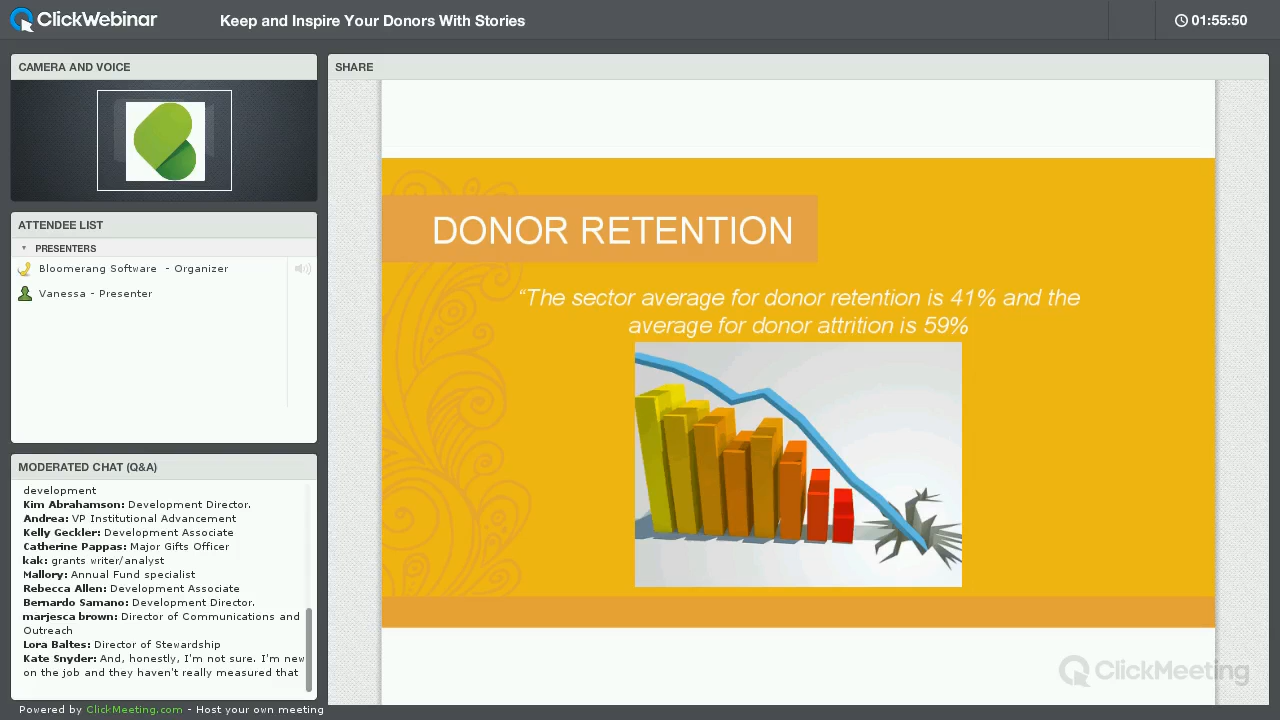 ClickWebinar
Keep and Inspire Your Donors With Stories
01:55:50
CAMERA AND VOICE
ATTENDEE LIST
PRESENTERS
Bloomerang Software - Organizer
Vanessa - Presenter
MODERATED CHAT (Q&A)
development
Kim Abrahamson: Development Director.
Andrea: VP Institutional Advancement
Kelly Geckler: Development Associate
Catherine Pappas: Major Gifts Officer
kak: grants writer/analyst
Mallory: Annual Fund specialist
Rebecca Allen: Development Associate
Bernardo Samano: Development Director.
marjesca brown: Director of Communications and
Outreach
Lora Baltes: Director of Stewardship
Kate Snyder: And, honestly, I'm not sure. I'm new
on the job and they haven't really measured that
Powered by ClickMeeting.com - Host your own meeting
SHARE
DONOR RETENTION
“The sector average for donor retention is 41% and the
average for donor attrition is 59%
ClickMeeting